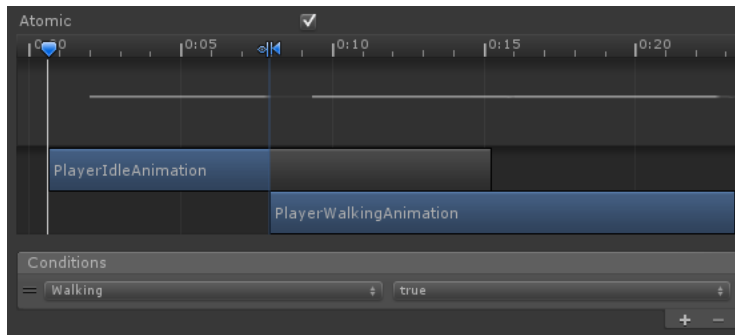 Atomic
0:00 0:05 0:10 0:15 0:20
PlayerIdleAnimation
PlayerWalkingAnimation
Conditions
Walking true
+ −